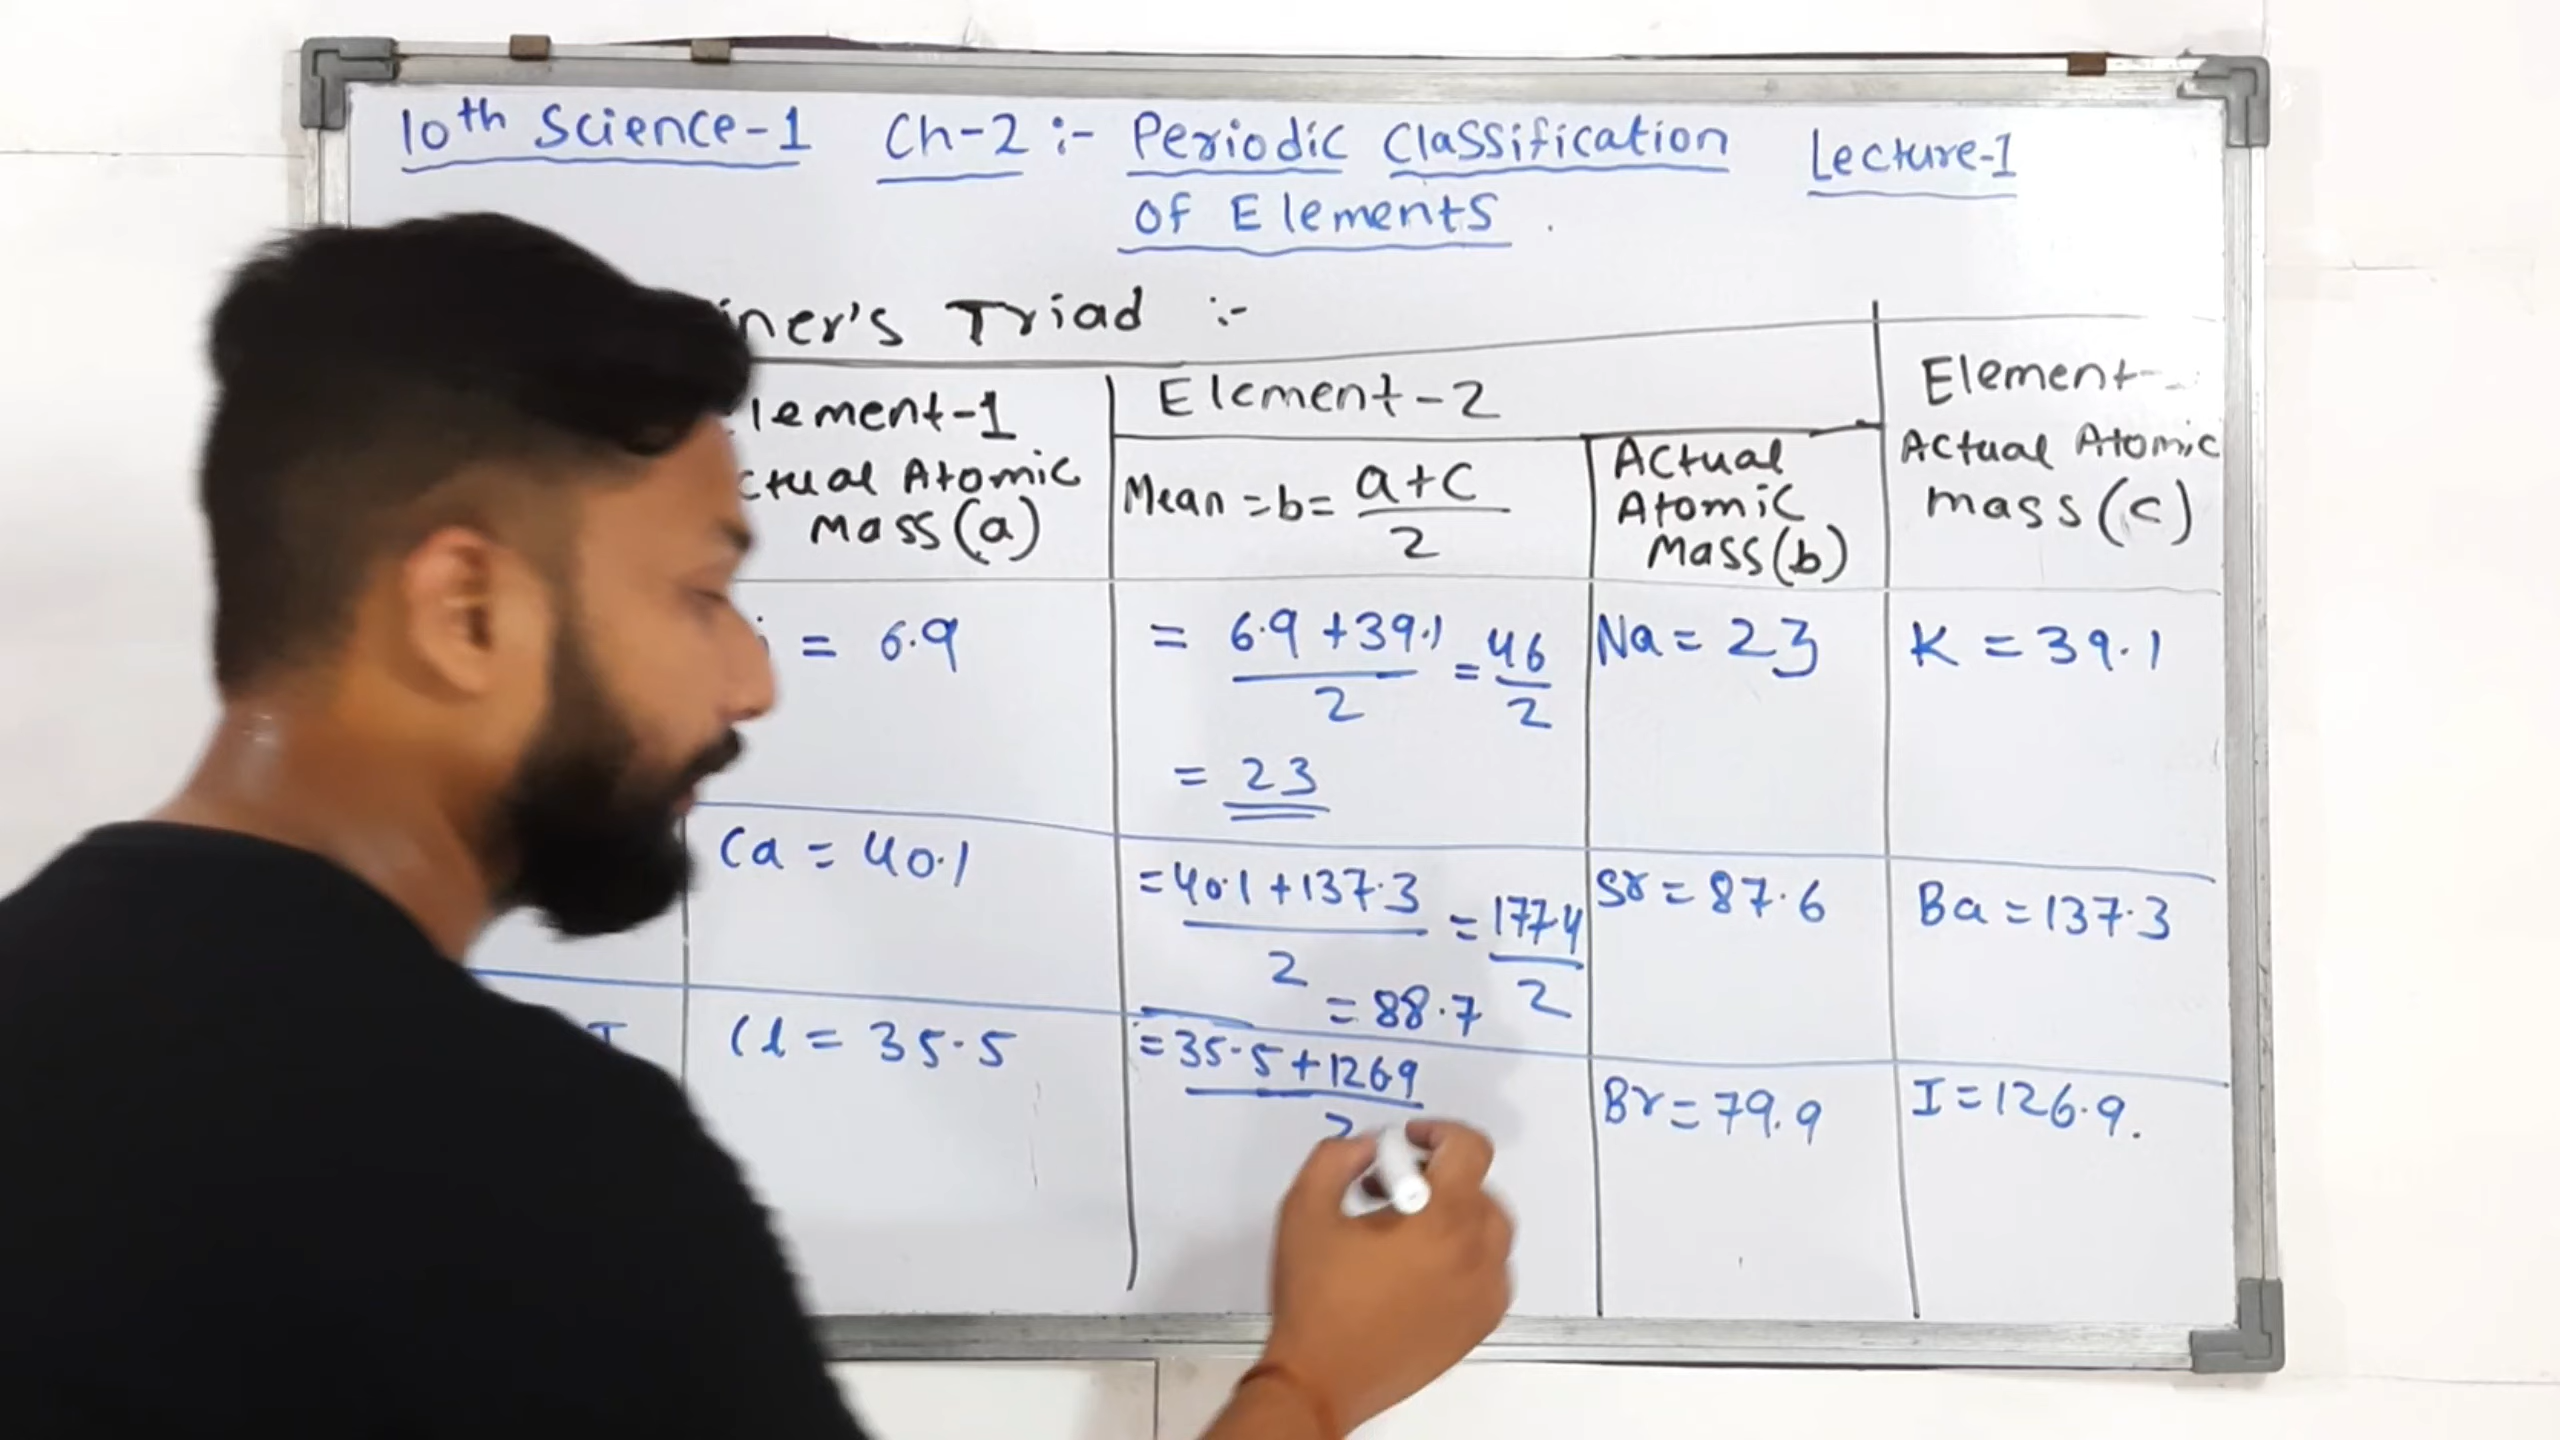 10th Science-1 Ch-2 :- Periodic Classification Lecture-1
of Elements .
iner's Triad :-
lement-1
ctual Atomic
Mass (a)
Element-2
Mean = b = a+c / 2
Actual
Atomic
Mass (b)
Element-
Actual Atomic
mass (c)
i = 6.9
= 6.9 + 39.1 / 2 = 46 / 2
= 23
Na = 23
K = 39.1
Ca = 40.1
= 40.1 + 137.3 / 2 = 177.4 / 2
= 88.7
Sr = 87.6
Ba = 137.3
I
Cl = 35.5
= 35.5 + 126.9 / 2
Br = 79.9
I = 126.9.